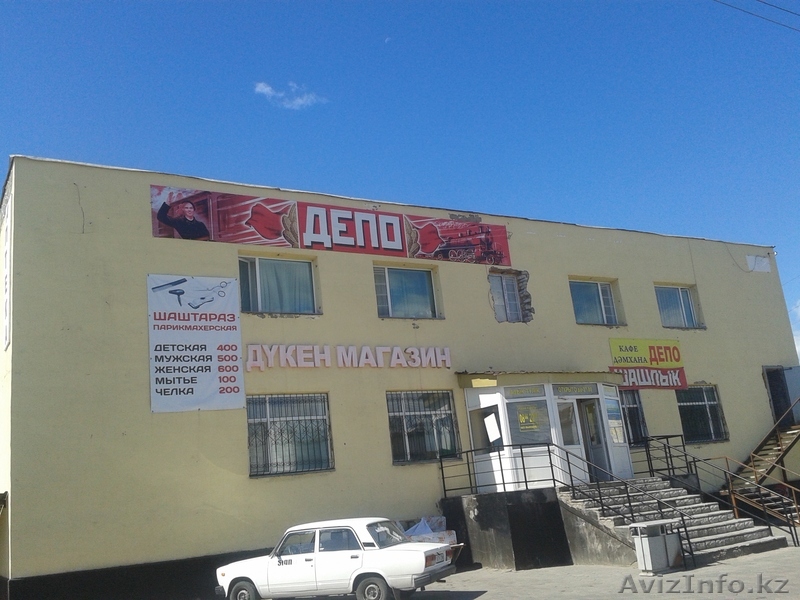 ДЕПО
ШАШТАРАЗ
ПАРИКМАХЕРСКАЯ
ДЕТСКАЯ 400
МУЖСКАЯ 500
ЖЕНСКАЯ 600
МЫТЬЕ 100
ЧЕЛКА 200
ДҮКЕН МАГАЗИН
КАФЕ
ДӘМХАНА ДЕПО
ШАШЛЫК
AvizInfo.kz